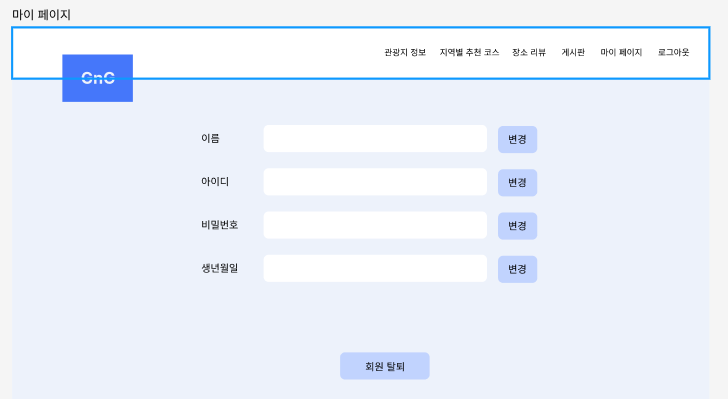 마이 페이지
관광지 정보 지역별 추천 코스 장소 리뷰 게시판 마이 페이지 로그아웃
GnG
이름 변경
아이디 변경
비밀번호 변경
생년월일 변경
회원 탈퇴